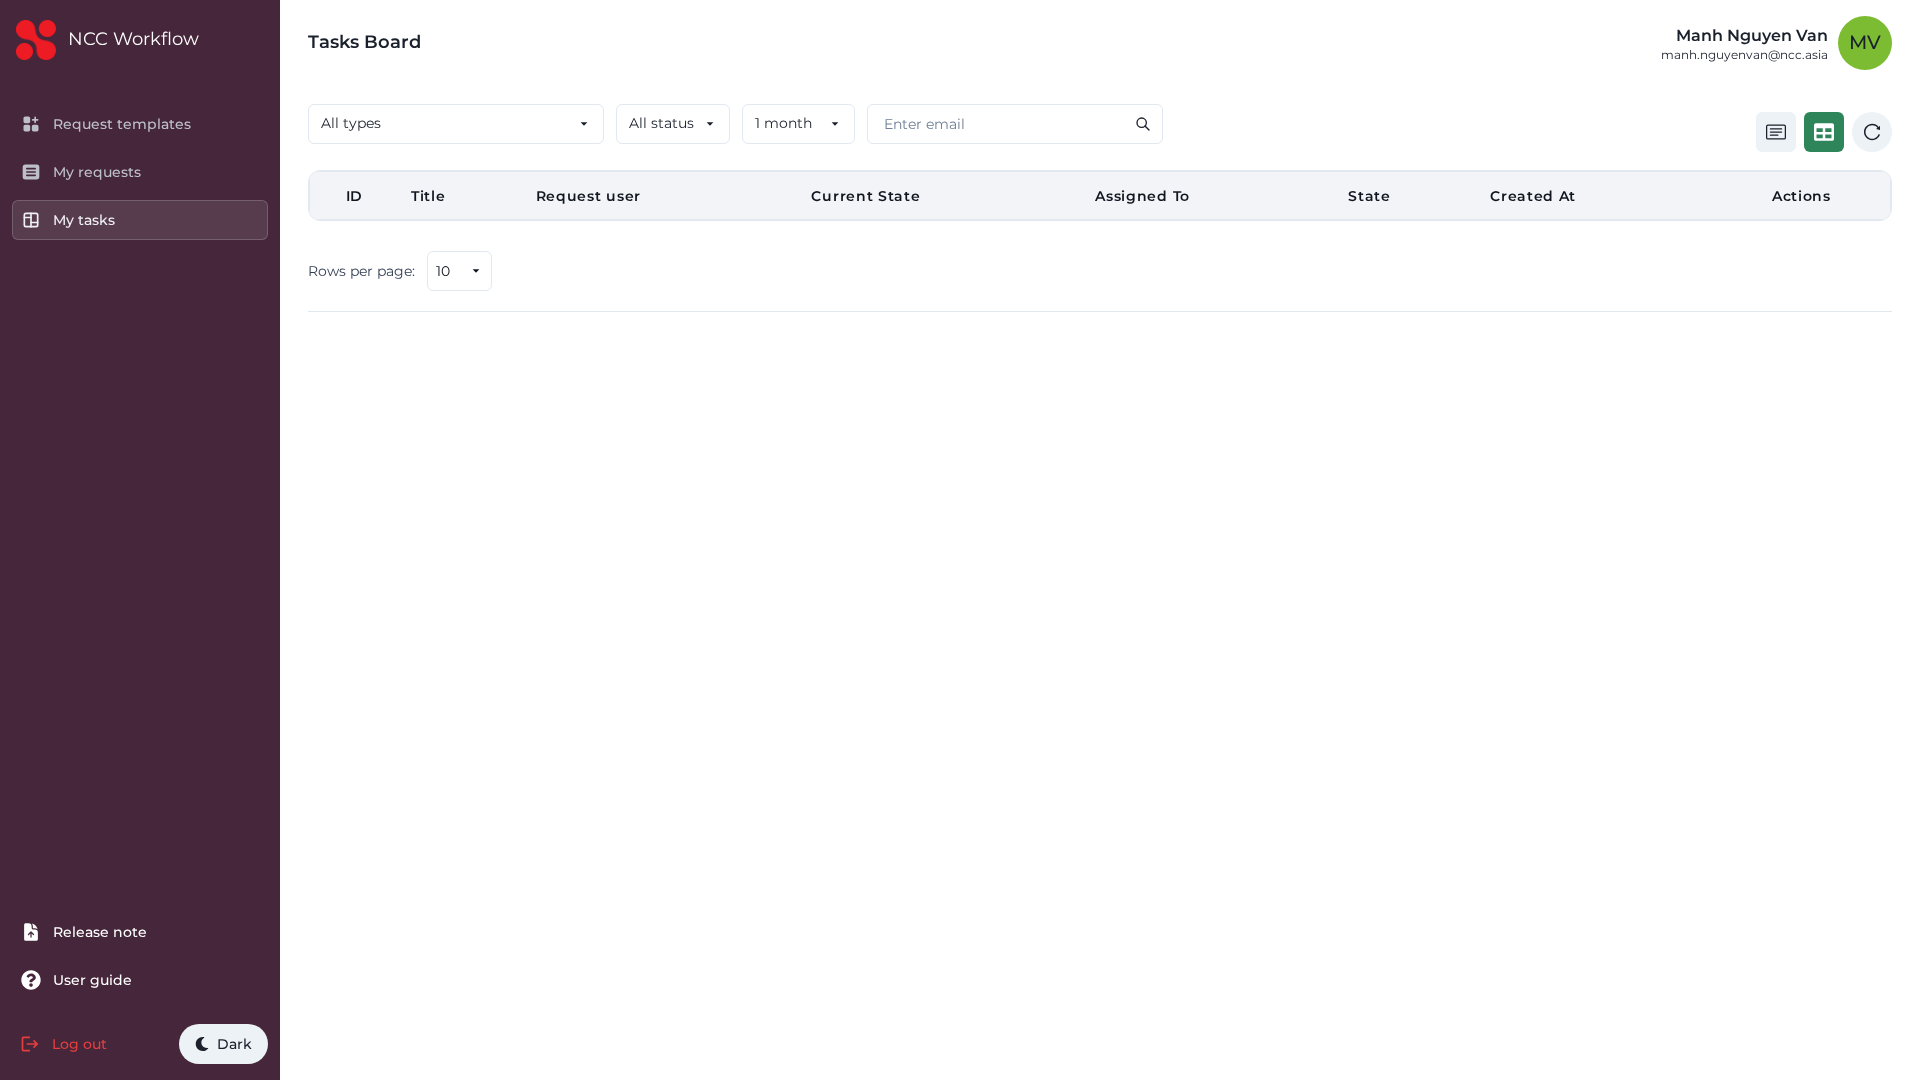 NCC Workflow
Request templates
My requests
My tasks
Release note
User guide
Log out
Dark
Tasks Board
Manh Nguyen Van
manh.nguyenvan@ncc.asia
MV
All types
All status
1 month
Enter email
ID Title Request user Current State Assigned To State Created At Actions
Rows per page: 10